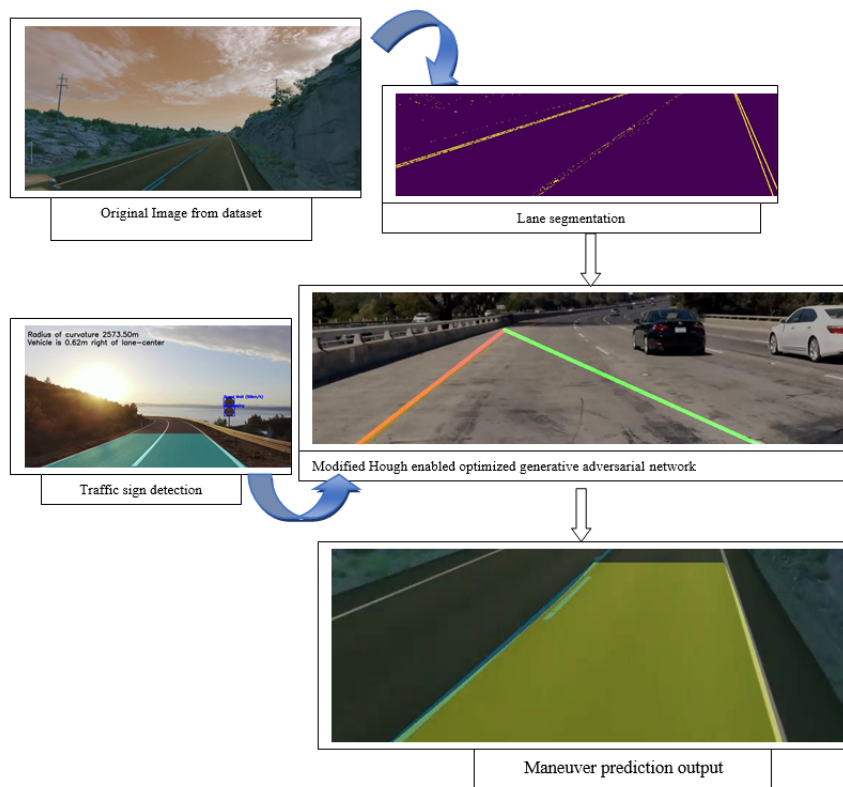 Original Image from dataset
Lane segmentation
Radius of curvature 2573.50m
Vehicle is 0.62m right of lane-center
Traffic sign detection
Modified Hough enabled optimized generative adversarial network
Maneuver prediction output